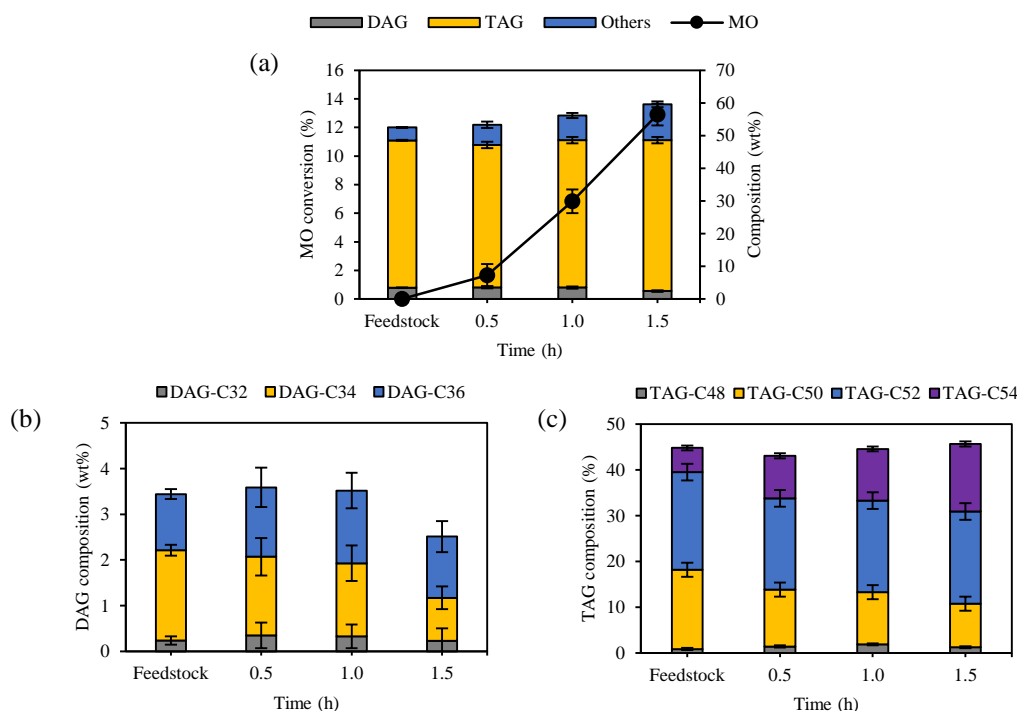 DAG TAG Others MO
(a)
MO conversion (%)
16
14
12
10
8
6
4
2
0
70
60
50
40
30
20
10
0
Composition (wt%)
Feedstock 0.5 1.0 1.5
Time (h)
(b)
DAG-C32 DAG-C34 DAG-C36
DAG composition (wt%)
5
4
3
2
1
0
Feedstock 0.5 1.0 1.5
Time (h)
(c)
TAG-C48 TAG-C50 TAG-C52 TAG-C54
TAG composition (%)
50
40
30
20
10
0
Feedstock 0.5 1.0 1.5
Time (h)